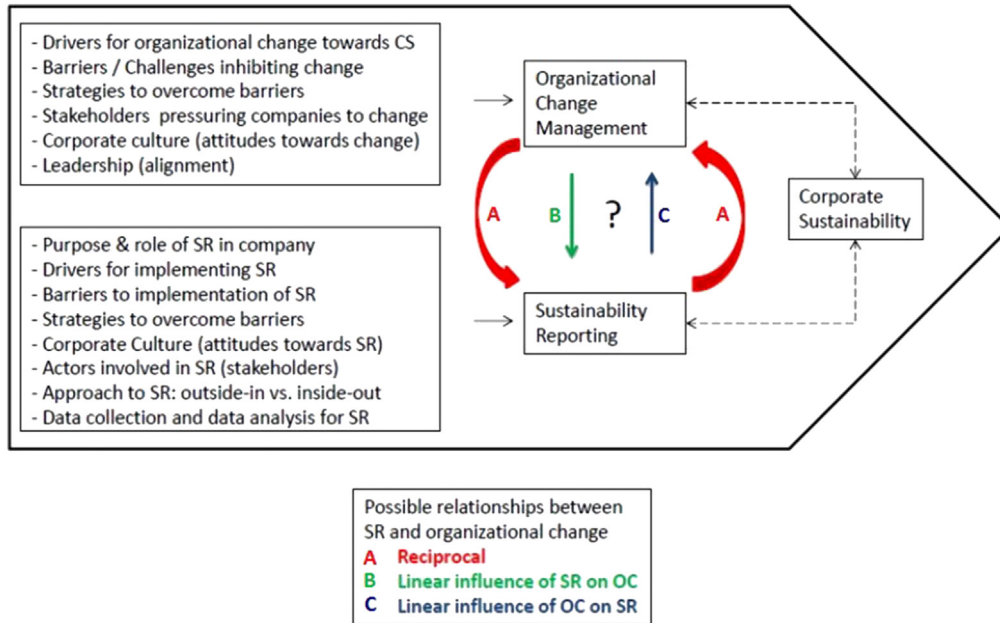 - Drivers for organizational change towards CS
- Barriers / Challenges inhibiting change
- Strategies to overcome barriers
- Stakeholders pressuring companies to change
- Corporate culture (attitudes towards change)
- Leadership (alignment)
- Purpose & role of SR in company
- Drivers for implementing SR
- Barriers to implementation of SR
- Strategies to overcome barriers
- Corporate Culture (attitudes towards SR)
- Actors involved in SR (stakeholders)
- Approach to SR: outside-in vs. inside-out
- Data collection and data analysis for SR
Organizational
Change
Management
A
B
?
C
A
Sustainability
Reporting
Corporate
Sustainability
Possible relationships between
SR and organizational change
A Reciprocal
B Linear influence of SR on OC
C Linear influence of OC on SR